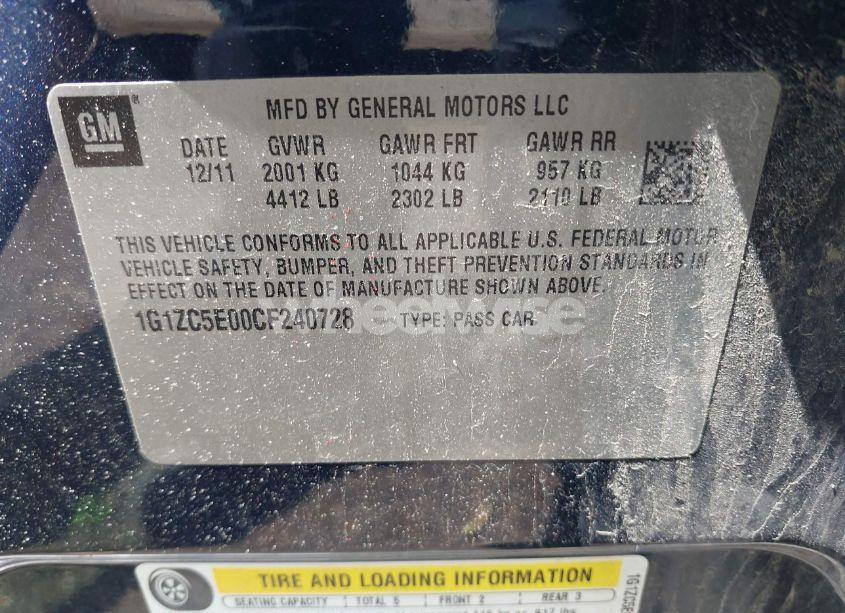 GM
MFD BY GENERAL MOTORS LLC
DATE GVWR GAWR FRT GAWR RR
12/11 2001 KG 1044 KG 957 KG
4412 LB 2302 LB 2110 LB
THIS VEHICLE CONFORMS TO ALL APPLICABLE U.S. FEDERAL MOTOR
VEHICLE SAFETY, BUMPER, AND THEFT PREVENTION STANDARDS IN
EFFECT ON THE DATE OF MANUFACTURE SHOWN ABOVE.
1G1ZC5E00CF240728 TYPE: PASS CAR
TIRE AND LOADING INFORMATION
SEATING CAPACITY TOTAL 5 FRONT 2 REAR 3
1G1ZC5E